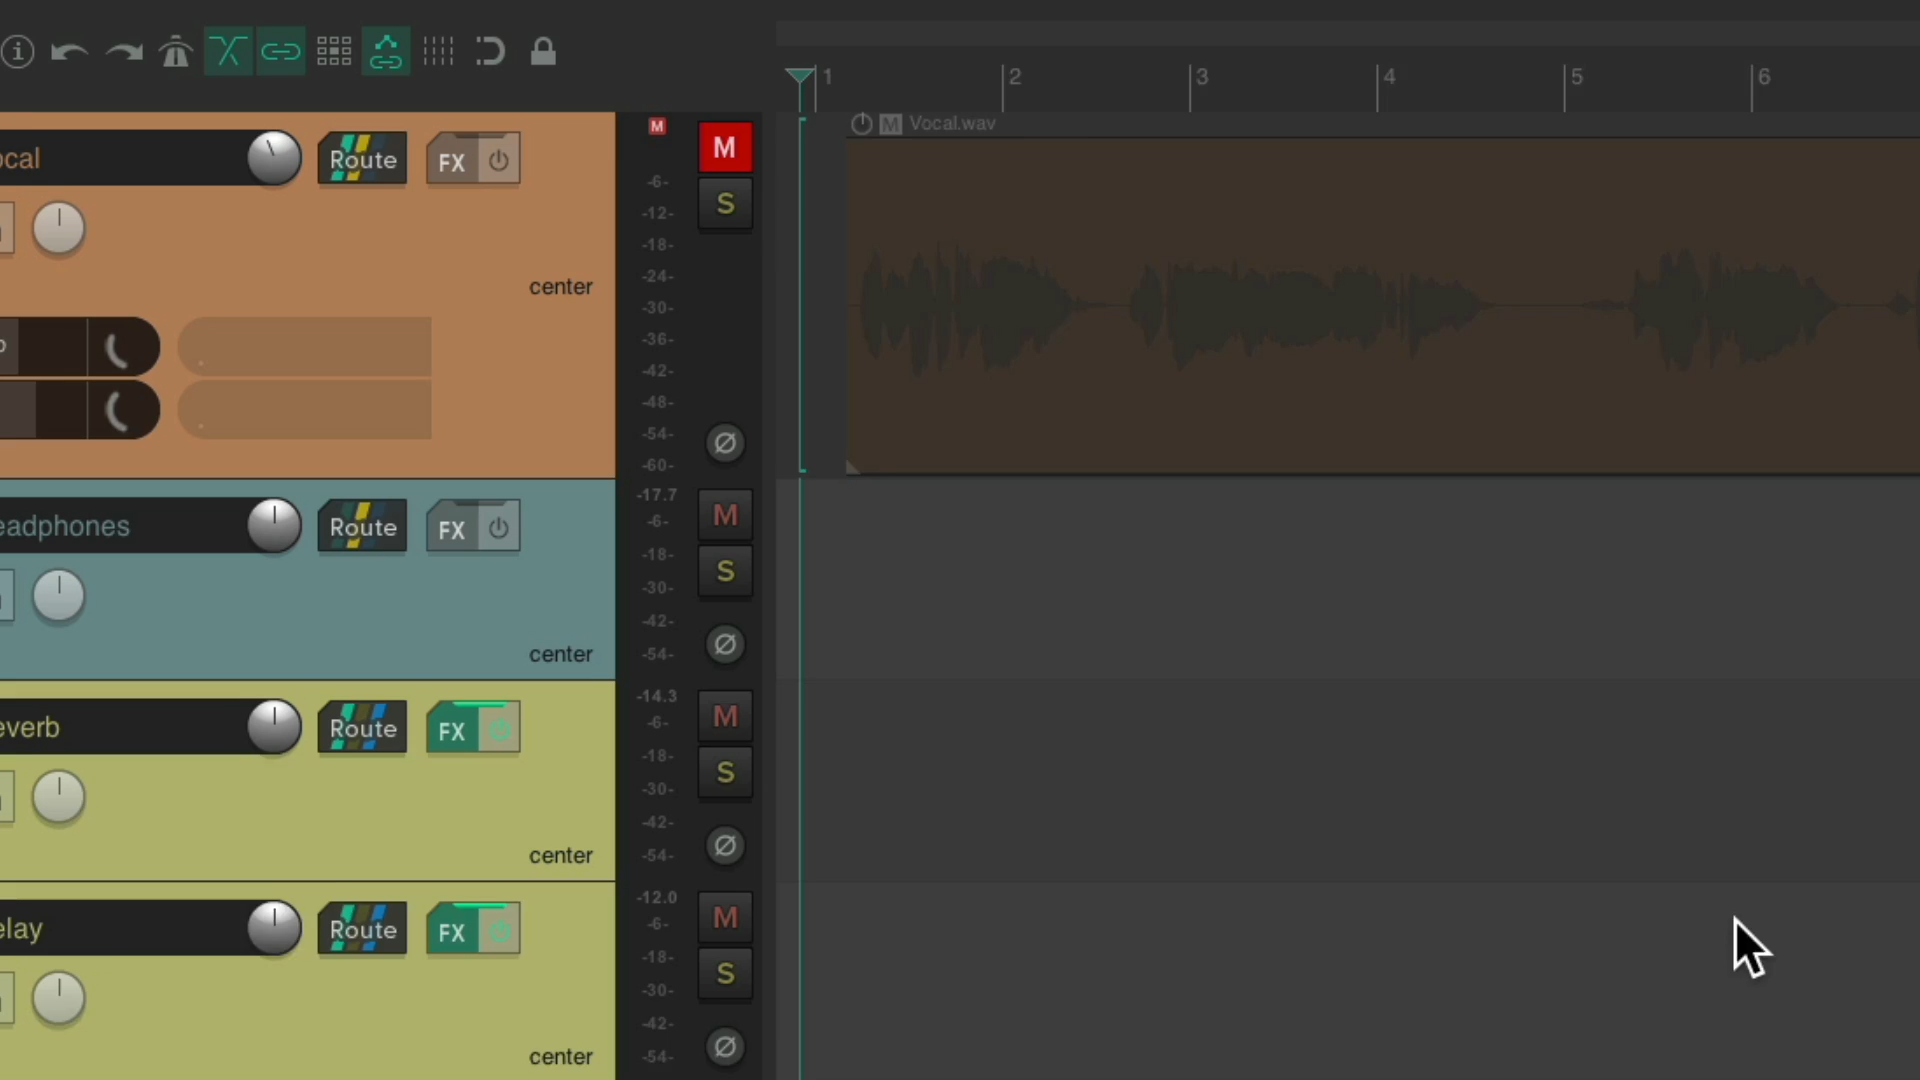 1 2 3 4 5 6
M M M Vocal.wav
ocal Route FX
S
-6-
-12-
-18-
-24-
center
-30-
-36-
-42-
-48-
-54-
-60-
-17.7
eadphones Route FX -6- M
-18-
S
-30-
-42-
center -54-
-14.3
everb Route FX -6- M
-18-
S
-30-
-42-
center -54-
-12.0
elay Route FX -6- M
-18-
S
-30-
-42-
center -54-